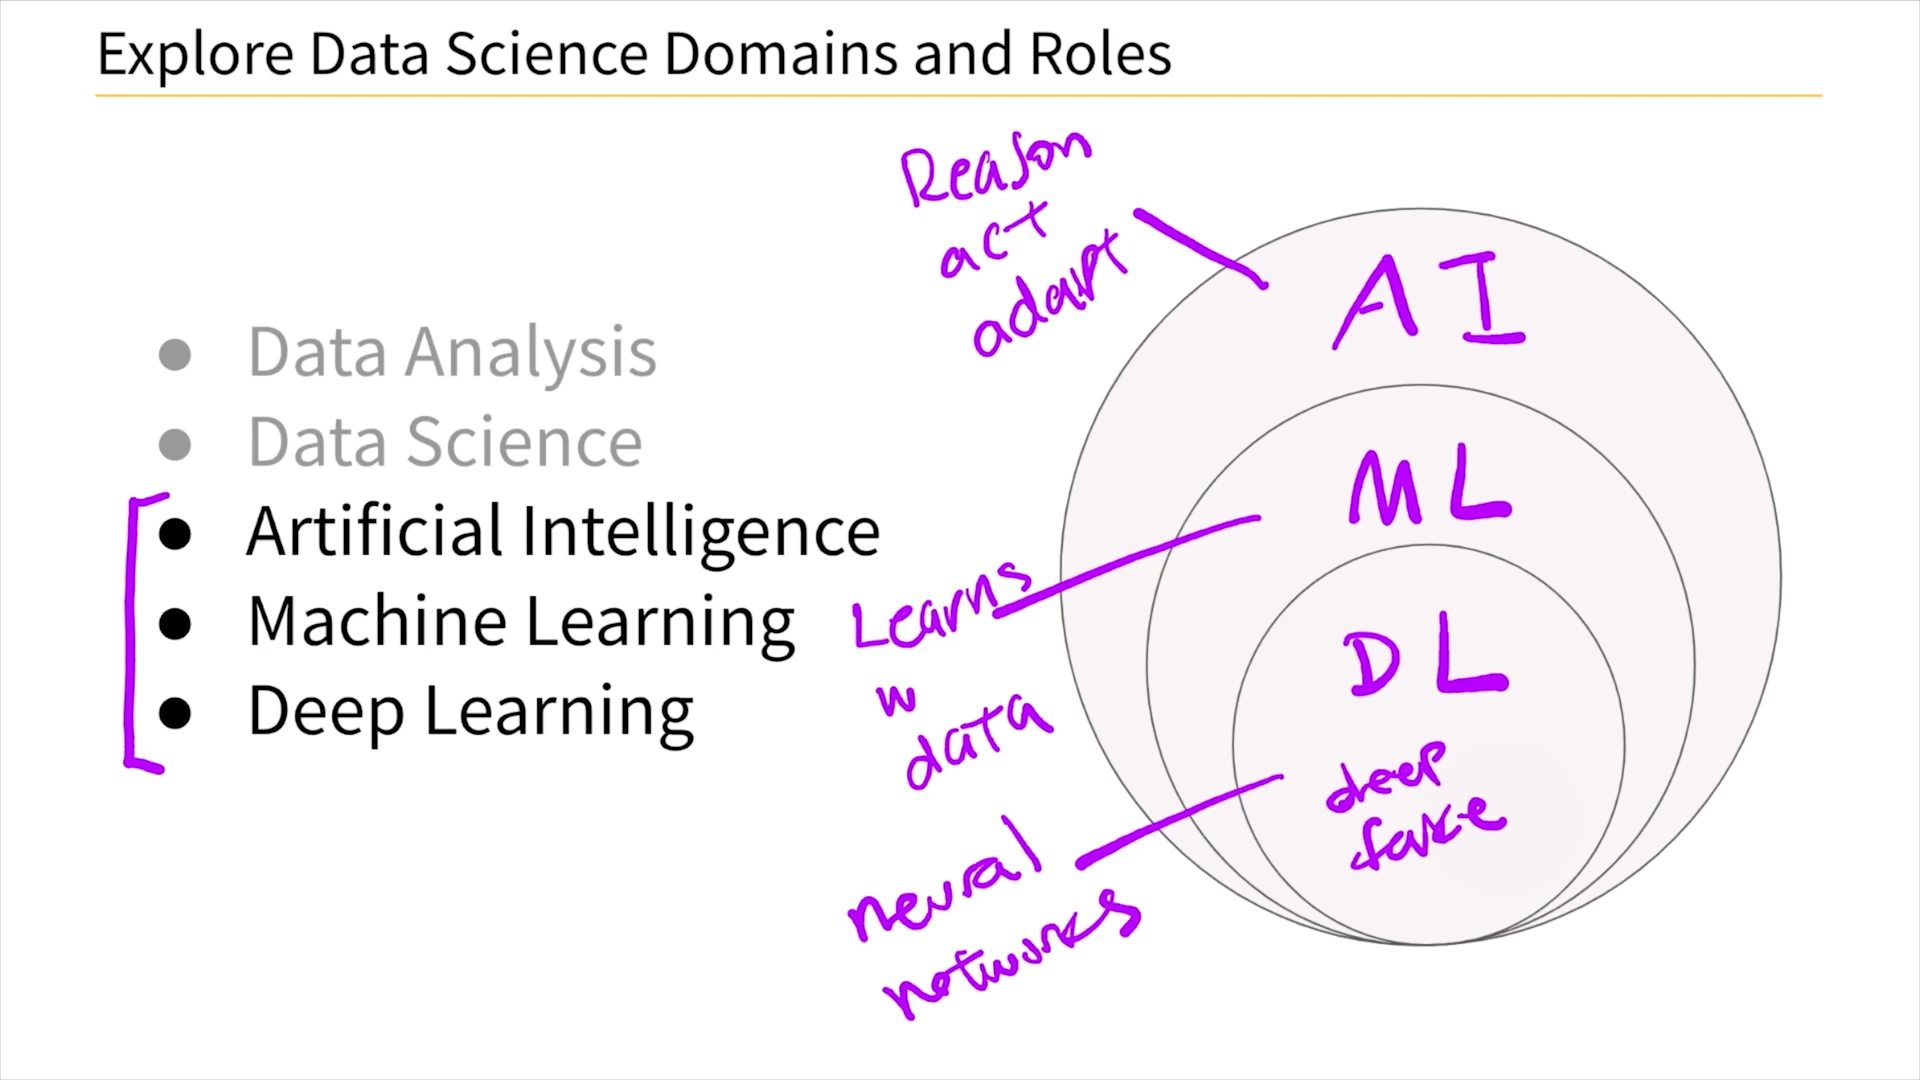 Explore Data Science Domains and Roles
Data Analysis
Data Science
Artificial Intelligence
Machine Learning
Deep Learning
Reason
act
adapt
AI
ML
Learns
w
data
DL
deep
fake
neural
networks